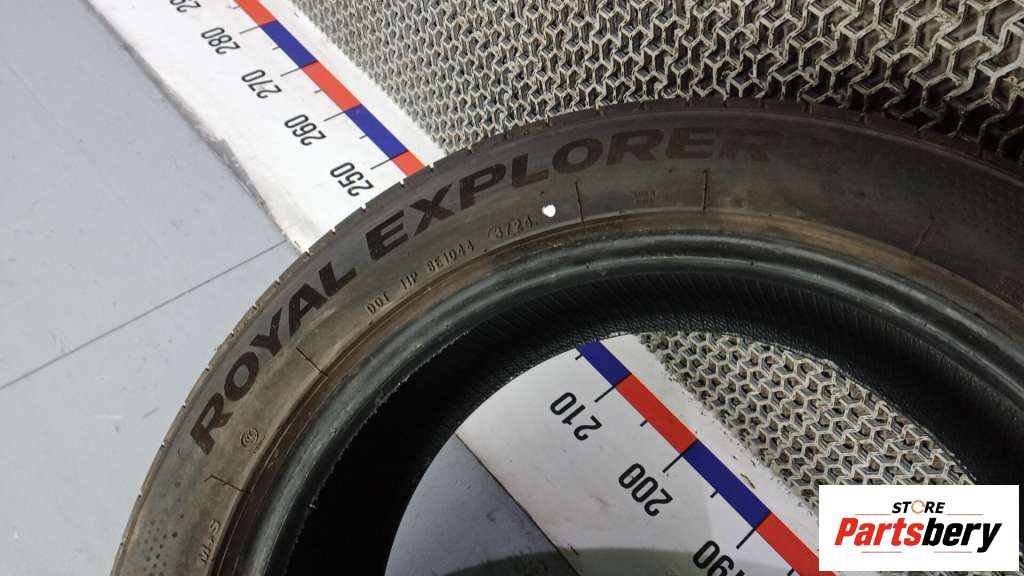 280
270
260
250
ROYAL EXPLORER
DOT HP 8E1044 3724
210
200
190
STORE
Partsbery